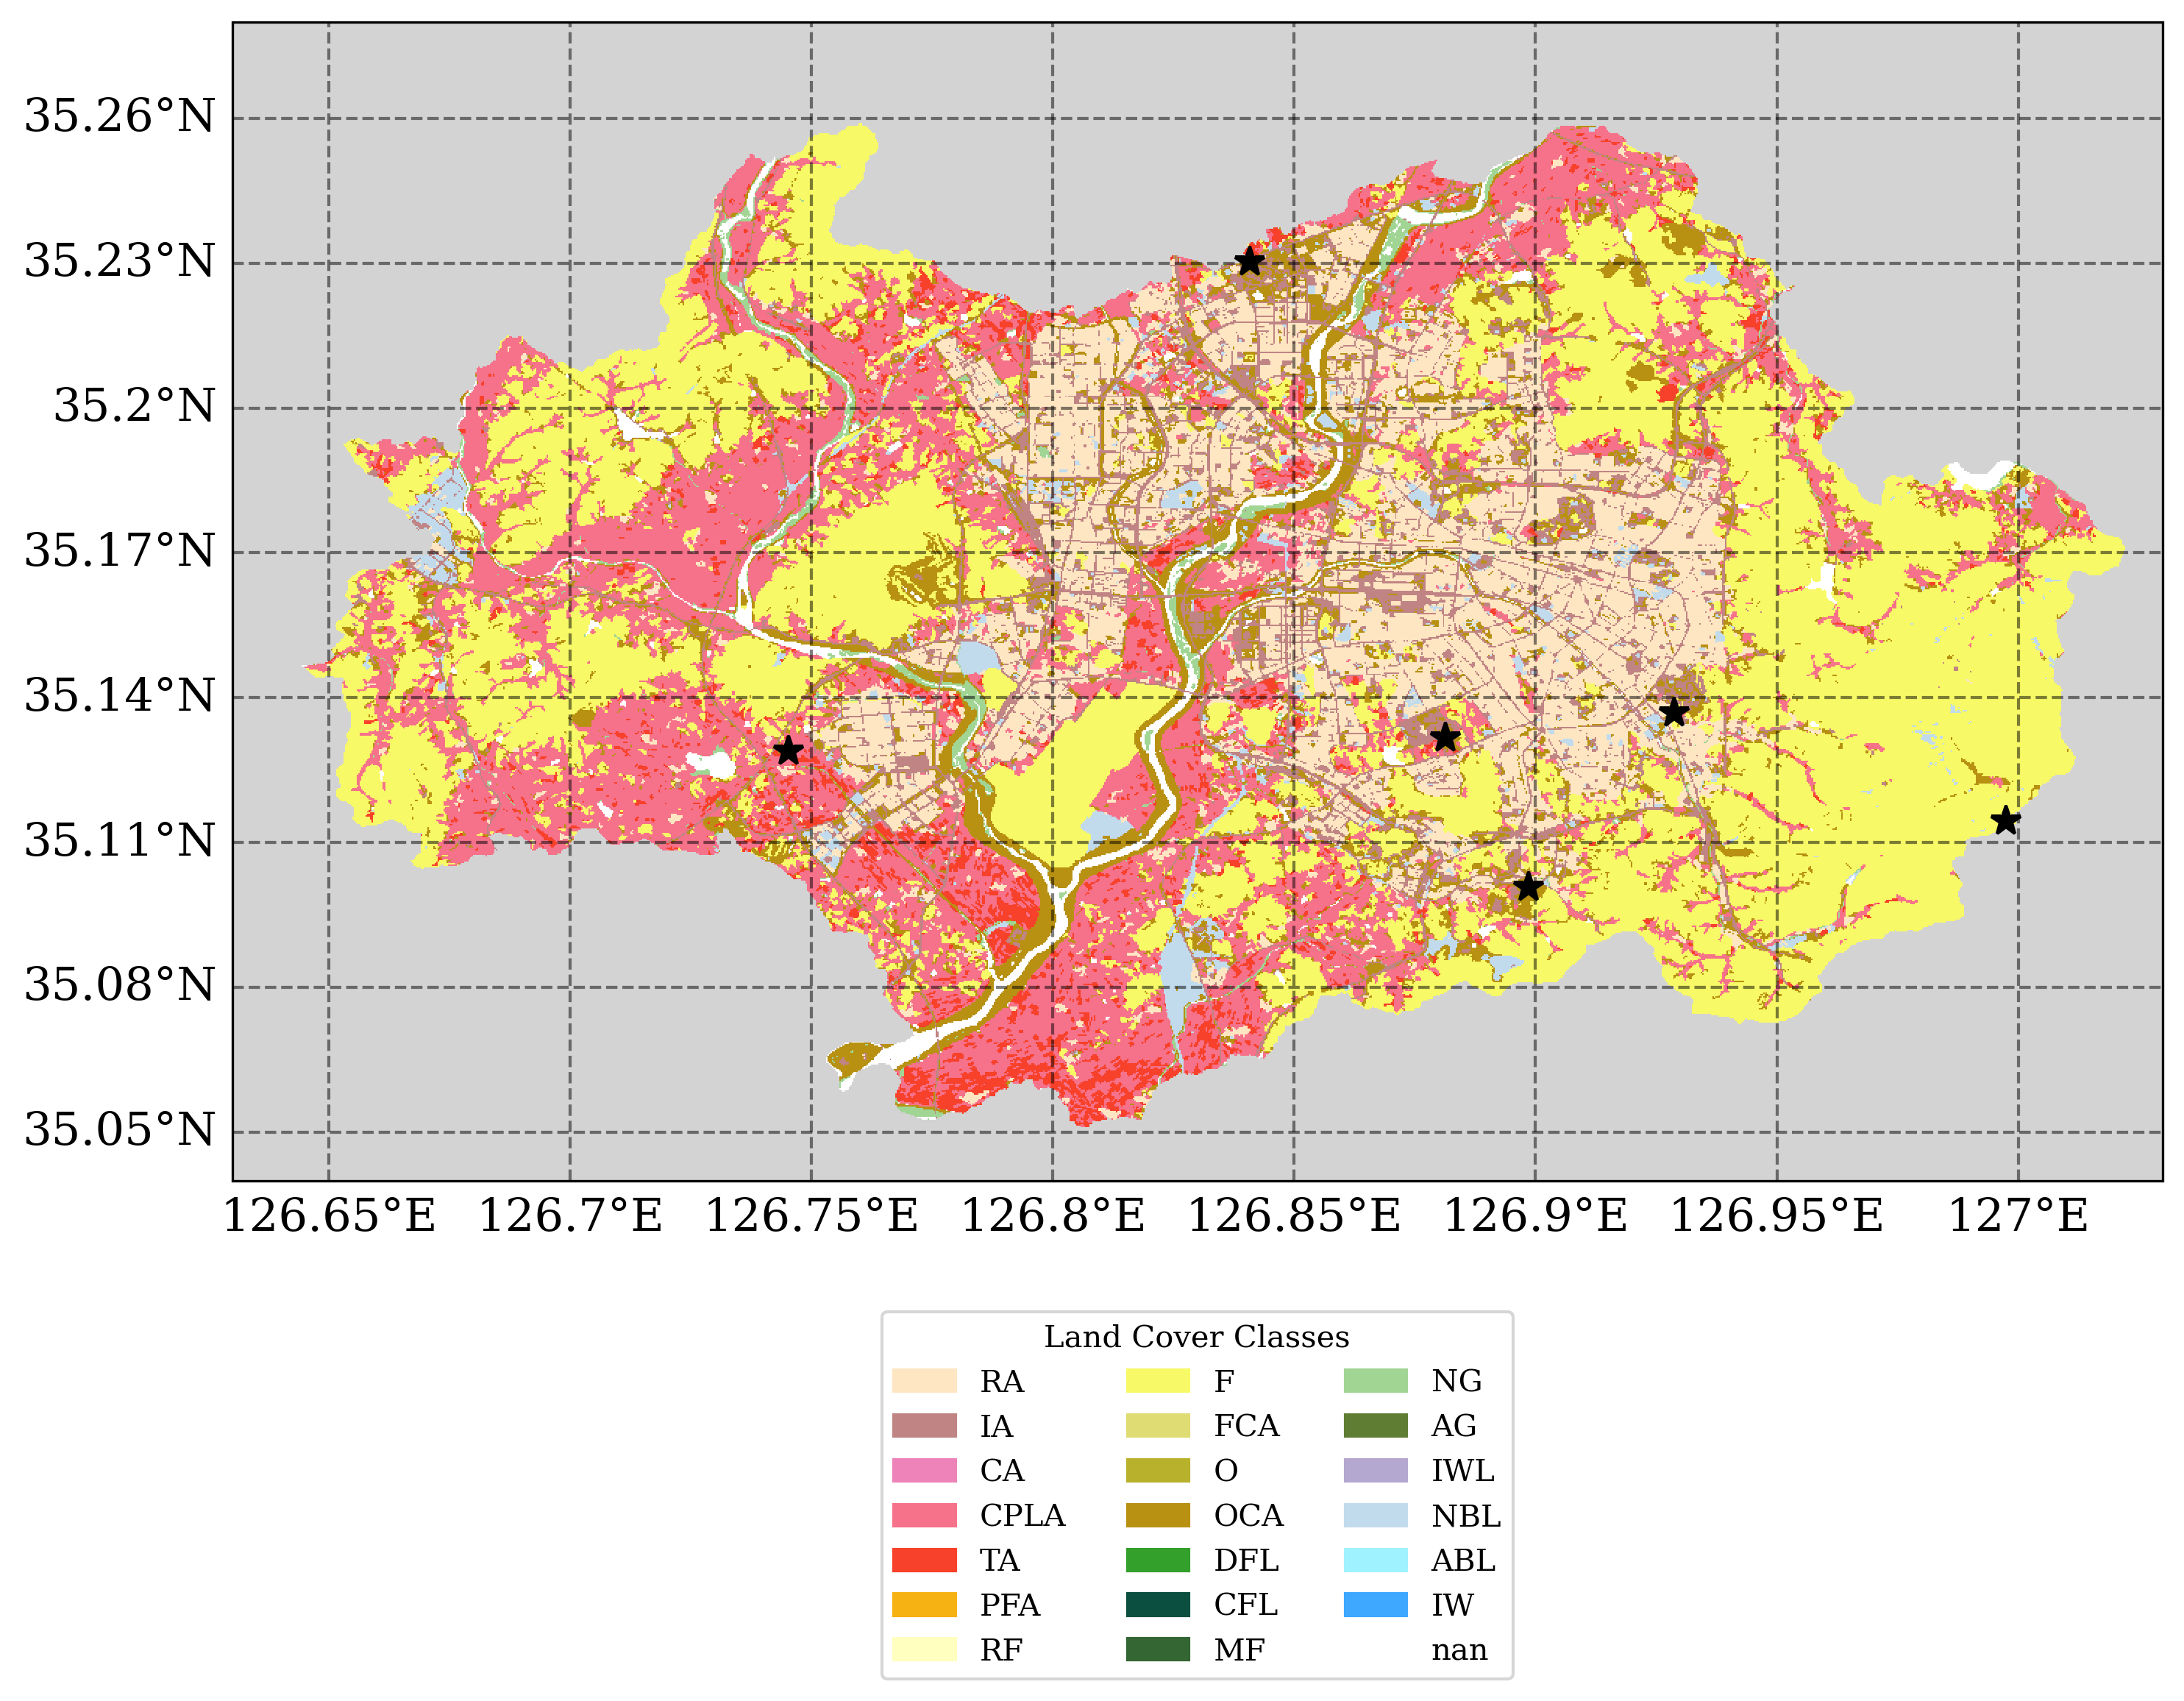 35.26°N
35.23°N
35.2°N
35.17°N
35.14°N
35.11°N
35.08°N
35.05°N
126.65°E 126.7°E 126.75°E 126.8°E 126.85°E 126.9°E 126.95°E 127°E
Land Cover Classes
RA F NG
IA FCA AG
CA O IWL
CPLA OCA NBL
TA DFL ABL
PFA CFL IW
RF MF nan